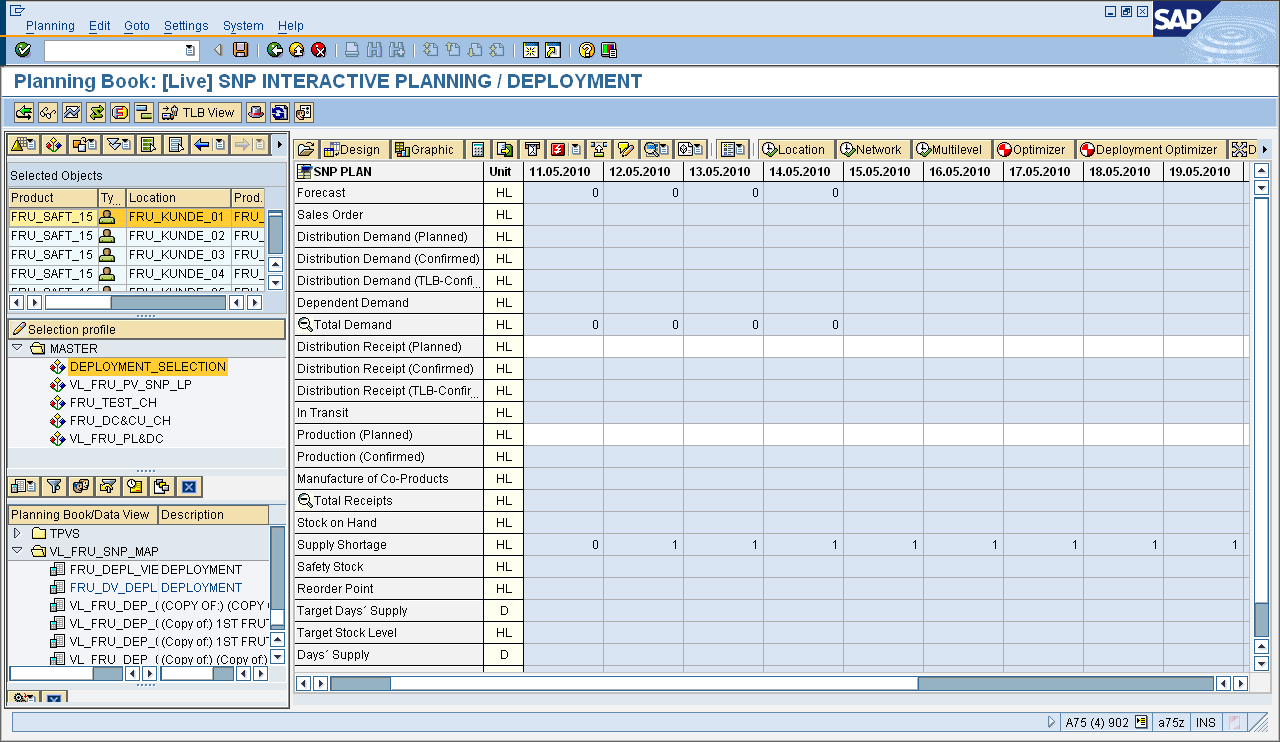 Planning Edit Goto Settings System Help
SAP
Planning Book: [Live] SNP INTERACTIVE PLANNING / DEPLOYMENT
TLB View
Design Graphic Location Network Multilevel Optimizer Deployment Optimizer D
Selected Objects
Product Ty... Location Prod.
FRU_SAFT_15 FRU_KUNDE_01 FRU_
FRU_SAFT_15 FRU_KUNDE_02 FRU_
FRU_SAFT_15 FRU_KUNDE_03 FRU_
FRU_SAFT_15 FRU_KUNDE_04 FRU_
Selection profile
MASTER
DEPLOYMENT_SELECTION
VL_FRU_PV_SNP_LP
FRU_TEST_CH
FRU_DC&CU_CH
VL_FRU_PL&DC
Planning Book/Data View Description
TPVS
VL_FRU_SNP_MAP
FRU_DEPL_VIE DEPLOYMENT
FRU_DV_DEPL DEPLOYMENT
VL_FRU_DEP_( (COPY OF:) (COPY
VL_FRU_DEP_( (Copy of:) 1ST FRUT
VL_FRU_DEP_( (Copy of:) 1ST FRUT
VL_FRU_DEP_( (Copy of:) (Copy of:)
SNP PLAN Unit 11.05.2010 12.05.2010 13.05.2010 14.05.2010 15.05.2010 16.05.2010 17.05.2010 18.05.2010 19.05.2010
Forecast HL 0 0 0 0
Sales Order HL
Distribution Demand (Planned) HL
Distribution Demand (Confirmed) HL
Distribution Demand (TLB-Confi... HL
Dependent Demand HL
Total Demand HL 0 0 0 0
Distribution Receipt (Planned) HL
Distribution Receipt (Confirmed) HL
Distribution Receipt (TLB-Confir... HL
In Transit HL
Production (Planned) HL
Production (Confirmed) HL
Manufacture of Co-Products HL
Total Receipts HL
Stock on Hand HL
Supply Shortage HL 0 1 1 1 1 1 1 1 1
Safety Stock HL
Reorder Point HL
Target Days´ Supply D
Target Stock Level HL
Days´ Supply D
A75 (4) 902 a75z INS